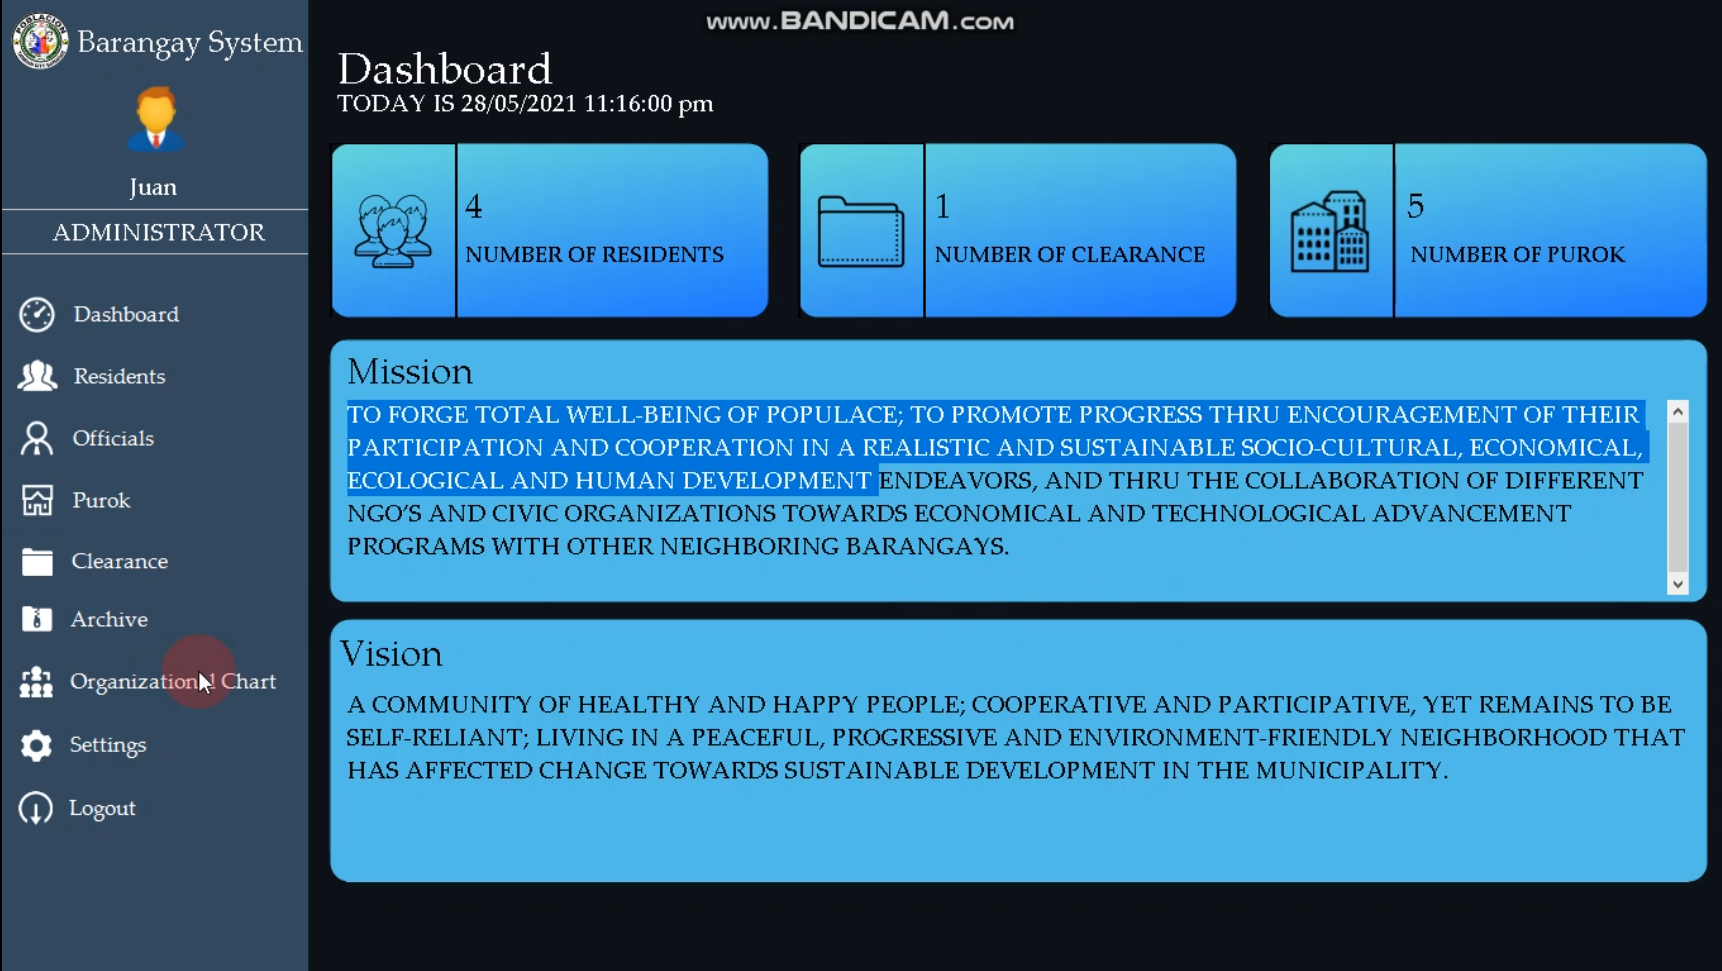 www.BANDICAM.com
POBLACION
Barangay System
Juan
ADMINISTRATOR
Dashboard
Residents
Officials
Purok
Clearance
Archive
Organizational Chart
Settings
Logout
Dashboard
TODAY IS 28/05/2021 11:16:00 pm
4
NUMBER OF RESIDENTS
1
NUMBER OF CLEARANCE
5
NUMBER OF PUROK
Mission
TO FORGE TOTAL WELL-BEING OF POPULACE; TO PROMOTE PROGRESS THRU ENCOURAGEMENT OF THEIR
PARTICIPATION AND COOPERATION IN A REALISTIC AND SUSTAINABLE SOCIO-CULTURAL, ECONOMICAL,
ECOLOGICAL AND HUMAN DEVELOPMENT ENDEAVORS, AND THRU THE COLLABORATION OF DIFFERENT
NGO’S AND CIVIC ORGANIZATIONS TOWARDS ECONOMICAL AND TECHNOLOGICAL ADVANCEMENT
PROGRAMS WITH OTHER NEIGHBORING BARANGAYS.
Vision
A COMMUNITY OF HEALTHY AND HAPPY PEOPLE; COOPERATIVE AND PARTICIPATIVE, YET REMAINS TO BE
SELF-RELIANT; LIVING IN A PEACEFUL, PROGRESSIVE AND ENVIRONMENT-FRIENDLY NEIGHBORHOOD THAT
HAS AFFECTED CHANGE TOWARDS SUSTAINABLE DEVELOPMENT IN THE MUNICIPALITY.